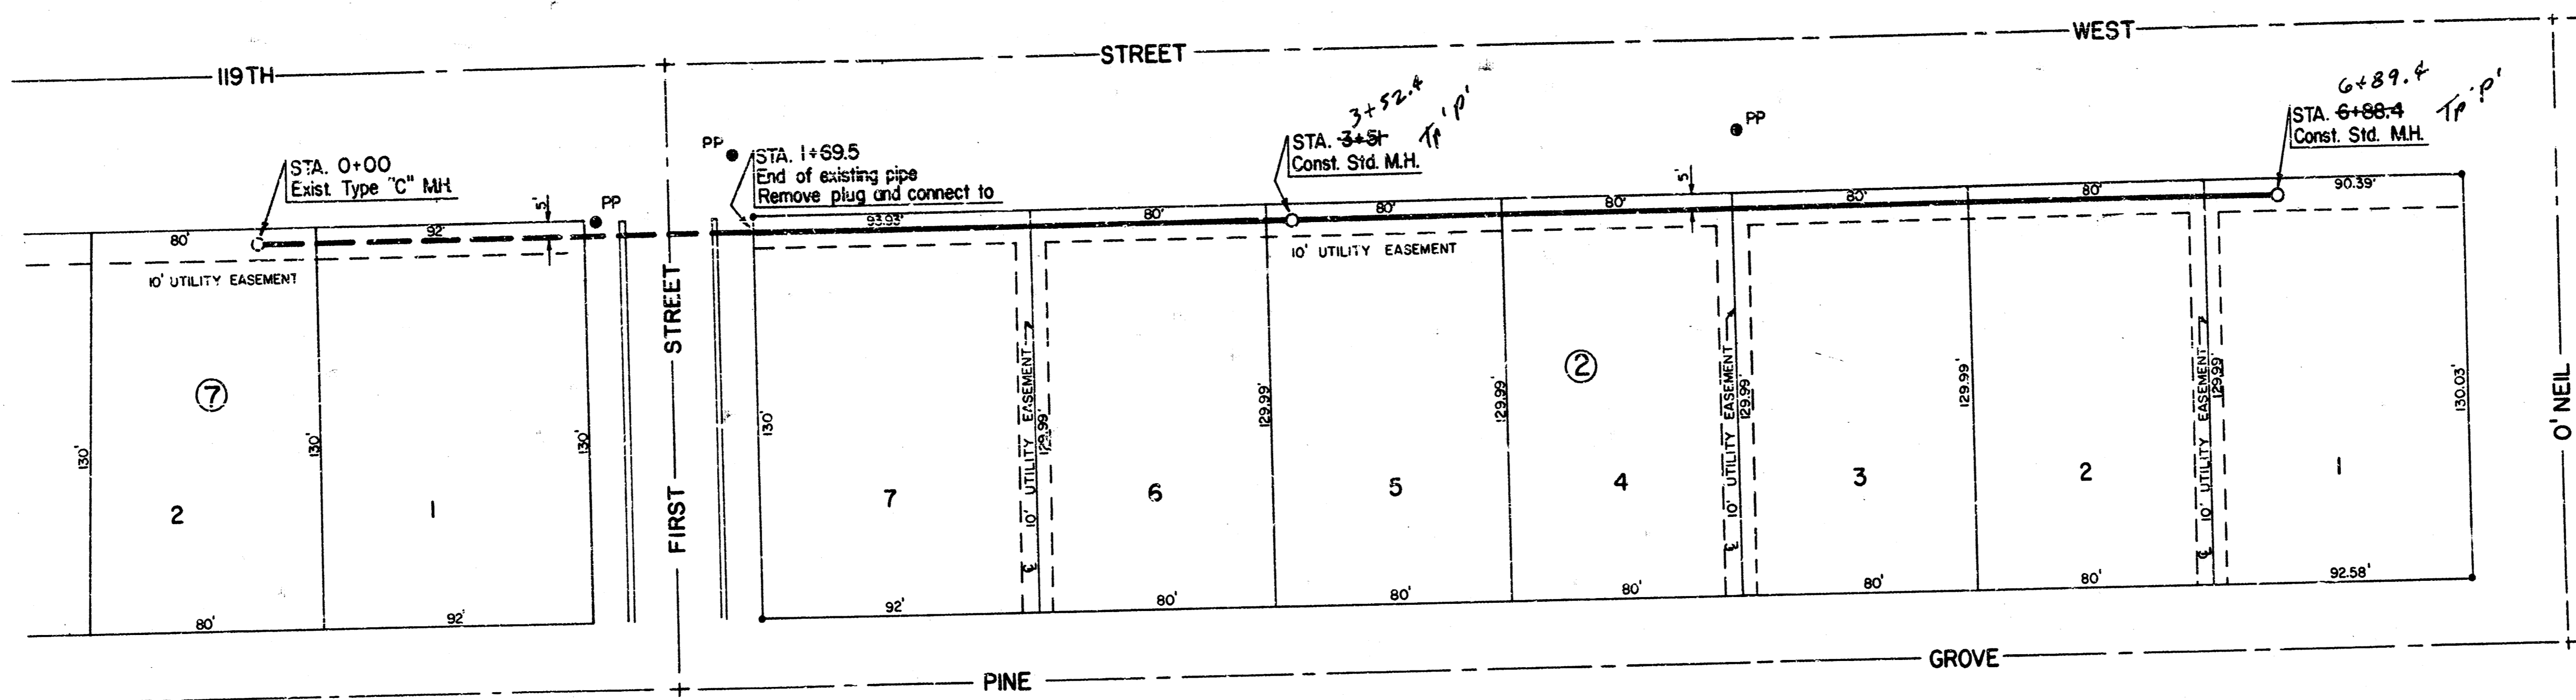 119TH STREET WEST
STA. 0+00
Exist. Type "C" MH
PP
PP
STA. 1+69.5
End of existing pipe
Remove plug and connect to
3+52.4
STA. 3+51 Tp 'P'
Const. Std. M.H.
PP
6+89.4
STA. 6+88.4 Tp 'P'
Const. Std. M.H.
80' 92' 5' 93.93' 80' 80' 80' 5' 80' 80' 90.39'
10' UTILITY EASEMENT
10' UTILITY EASEMENT
7
2
130' 130' 130' 130'
10' UTILITY EASEMENT
129.99'
129.99'
129.99'
10' UTILITY EASEMENT
129.99'
129.99'
10' UTILITY EASEMENT
129.99'
130.03'
2 1 7 6 5 4 3 2 1
80' 92' 92' 80' 80' 80' 80' 80' 92.58'
FIRST STREET
O'NEIL
PINE GROVE